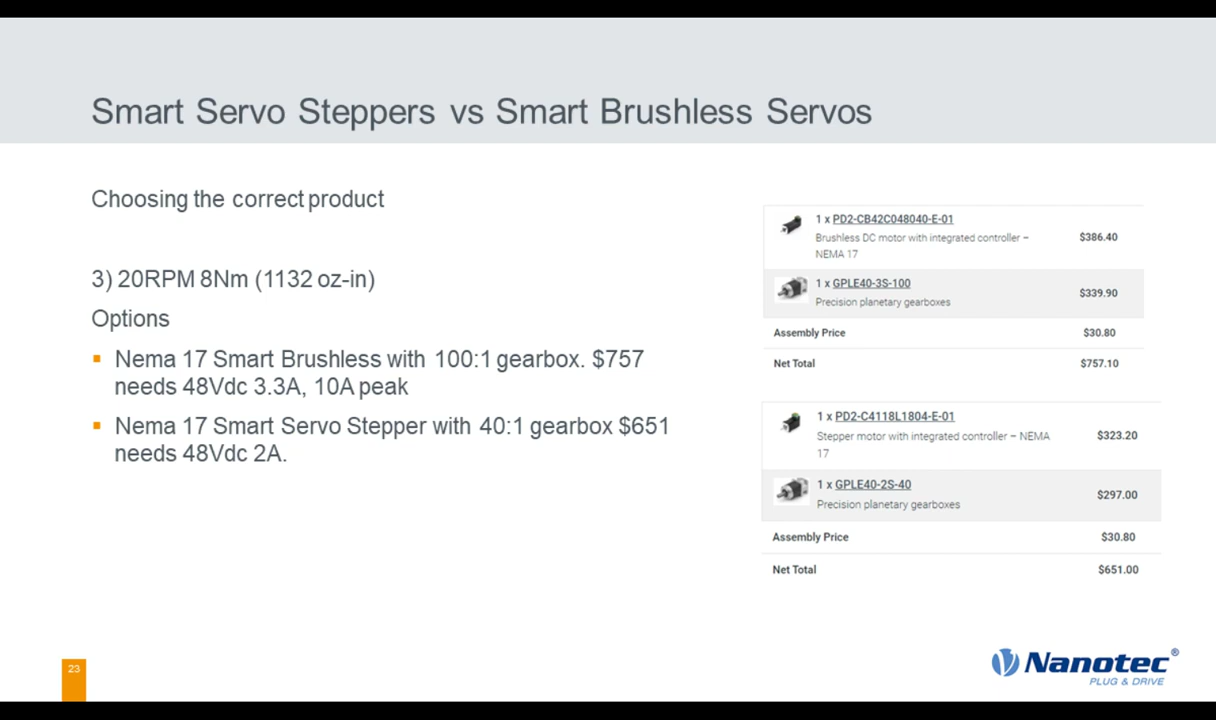 Smart Servo Steppers vs Smart Brushless Servos
Choosing the correct product
3) 20RPM 8Nm (1132 oz-in)
Options
Nema 17 Smart Brushless with 100:1 gearbox. $757
needs 48Vdc 3.3A, 10A peak
Nema 17 Smart Servo Stepper with 40:1 gearbox $651
needs 48Vdc 2A.
1 x PD2-CB42C048040-E-01
Brushless DC motor with integrated controller –
NEMA 17
$386.40
1 x GPLE40-3S-100
Precision planetary gearboxes
$339.90
Assembly Price $30.80
Net Total $757.10
1 x PD2-C4118L1804-E-01
Stepper motor with integrated controller – NEMA
17
$323.20
1 x GPLE40-2S-40
Precision planetary gearboxes
$297.00
Assembly Price $30.80
Net Total $651.00
23
Nanotec®
PLUG & DRIVE